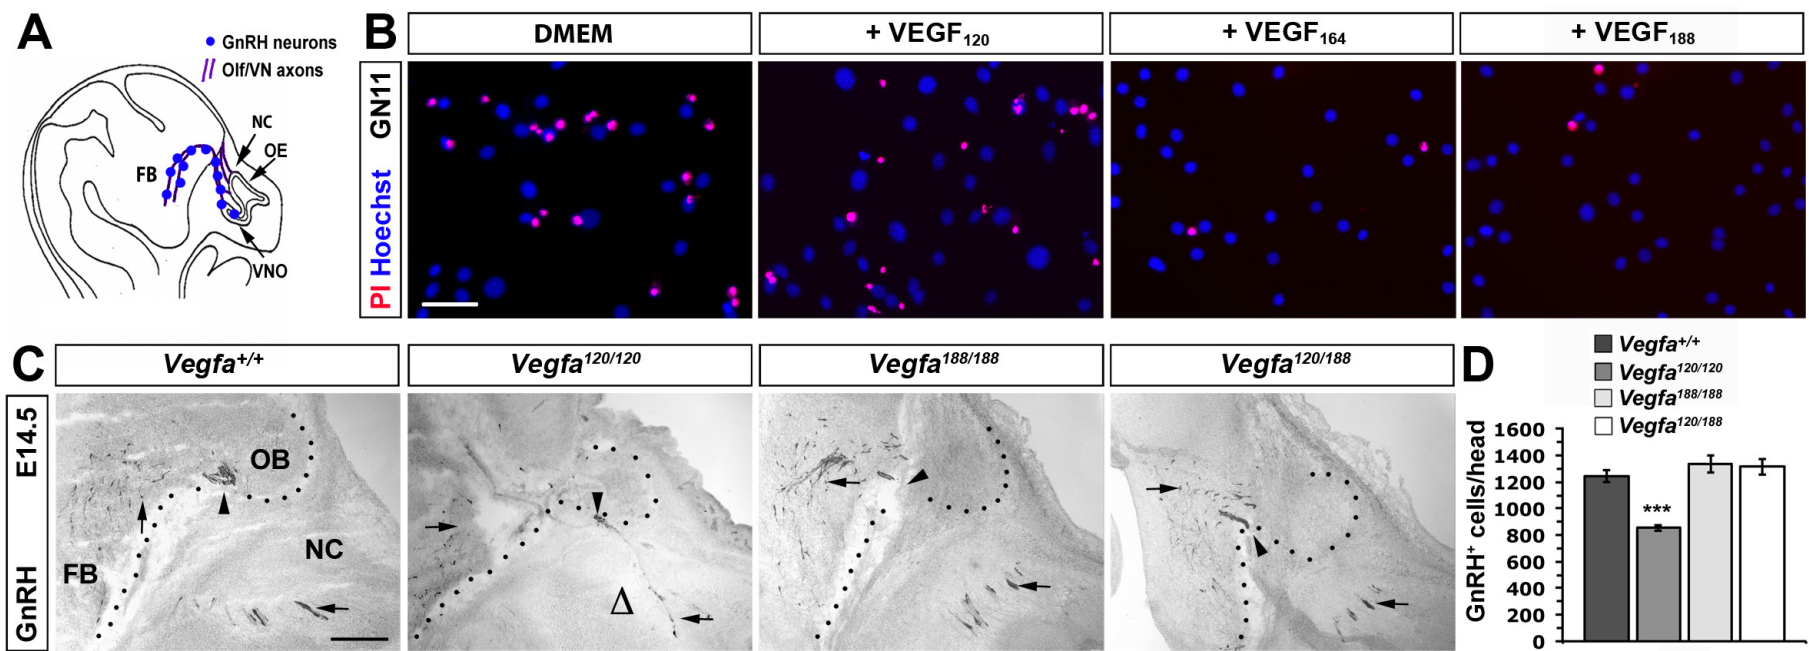 A
GnRH neurons
Olf/VN axons
NC
OE
FB
VNO
B
DMEM
+ VEGF120
+ VEGF164
+ VEGF188
PI Hoechst GN11
C
Vegfa+/+
Vegfa120/120
Vegfa188/188
Vegfa120/188
GnRH E14.5
OB
NC
FB
Δ
D
Vegfa+/+
Vegfa120/120
Vegfa188/188
Vegfa120/188
GnRH+ cells/head
1600
1400
1200
1000
800
600
400
200
0
***